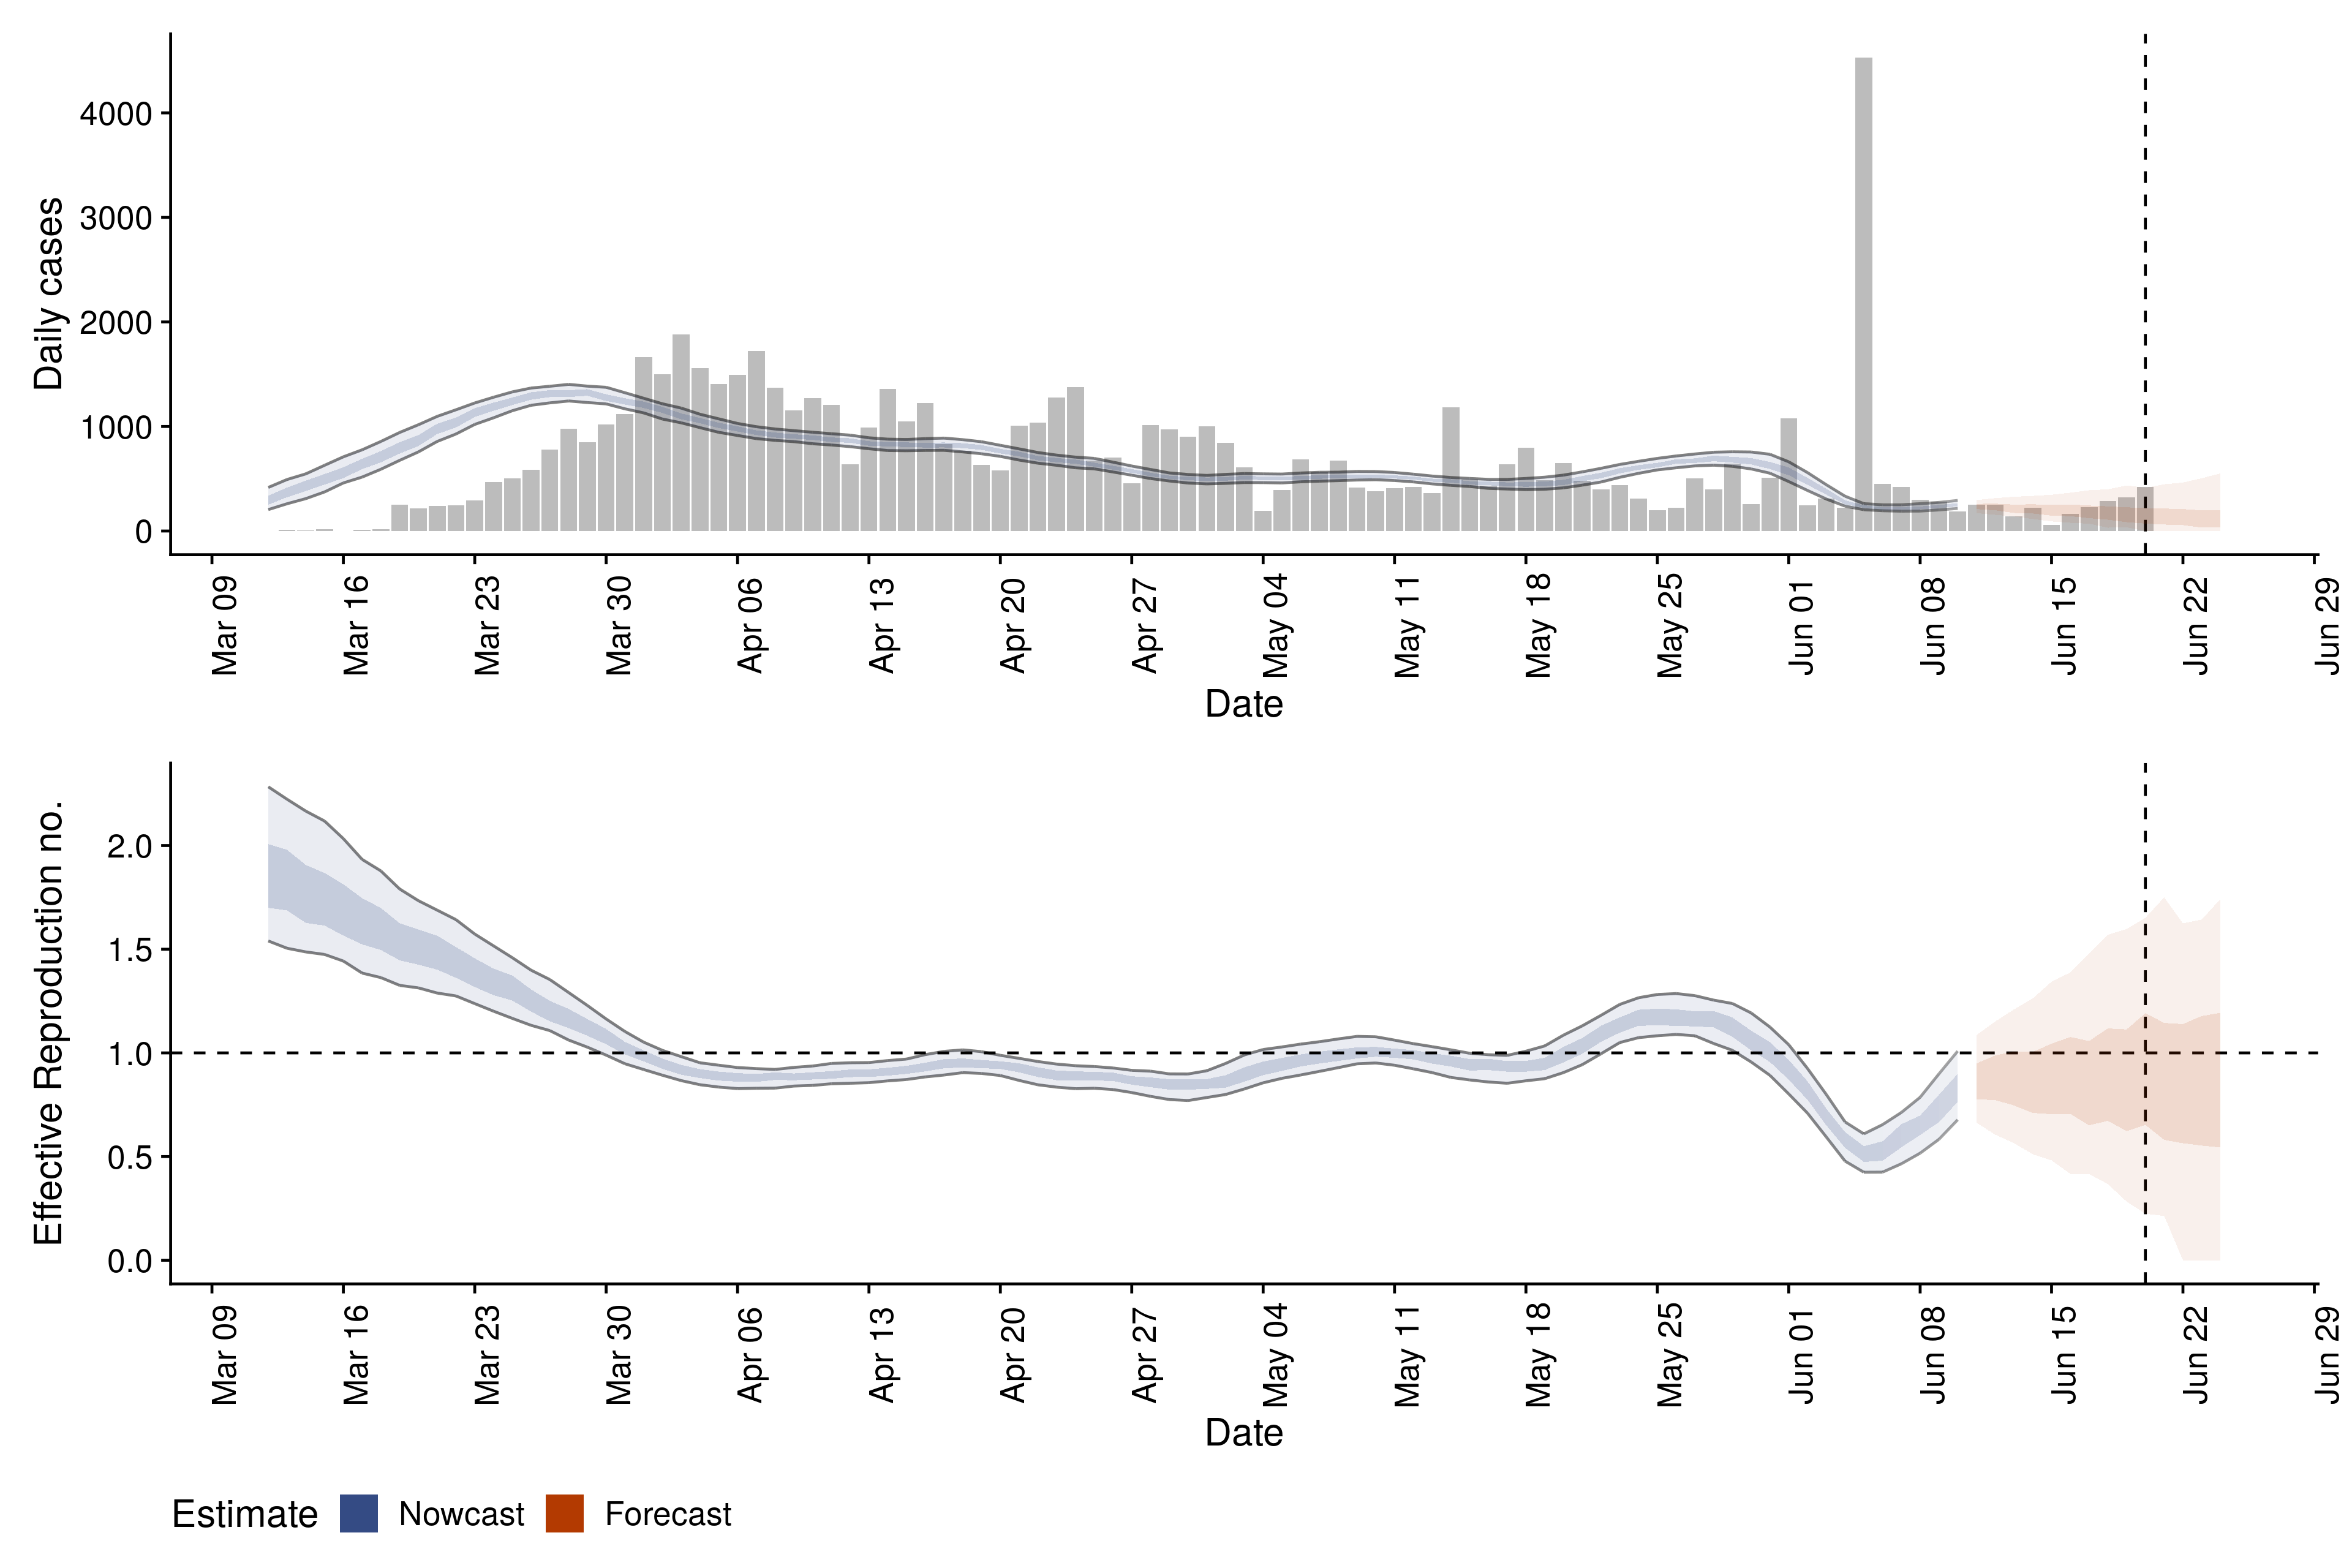 Daily cases
4000
3000
2000
1000
0
Mar 09
Mar 16
Mar 23
Mar 30
Apr 06
Apr 13
Apr 20
Apr 27
May 04
May 11
May 18
May 25
Jun 01
Jun 08
Jun 15
Jun 22
Jun 29
Date
Effective Reproduction no.
2.0
1.5
1.0
0.5
0.0
Mar 09
Mar 16
Mar 23
Mar 30
Apr 06
Apr 13
Apr 20
Apr 27
May 04
May 11
May 18
May 25
Jun 01
Jun 08
Jun 15
Jun 22
Jun 29
Date
Estimate Nowcast Forecast